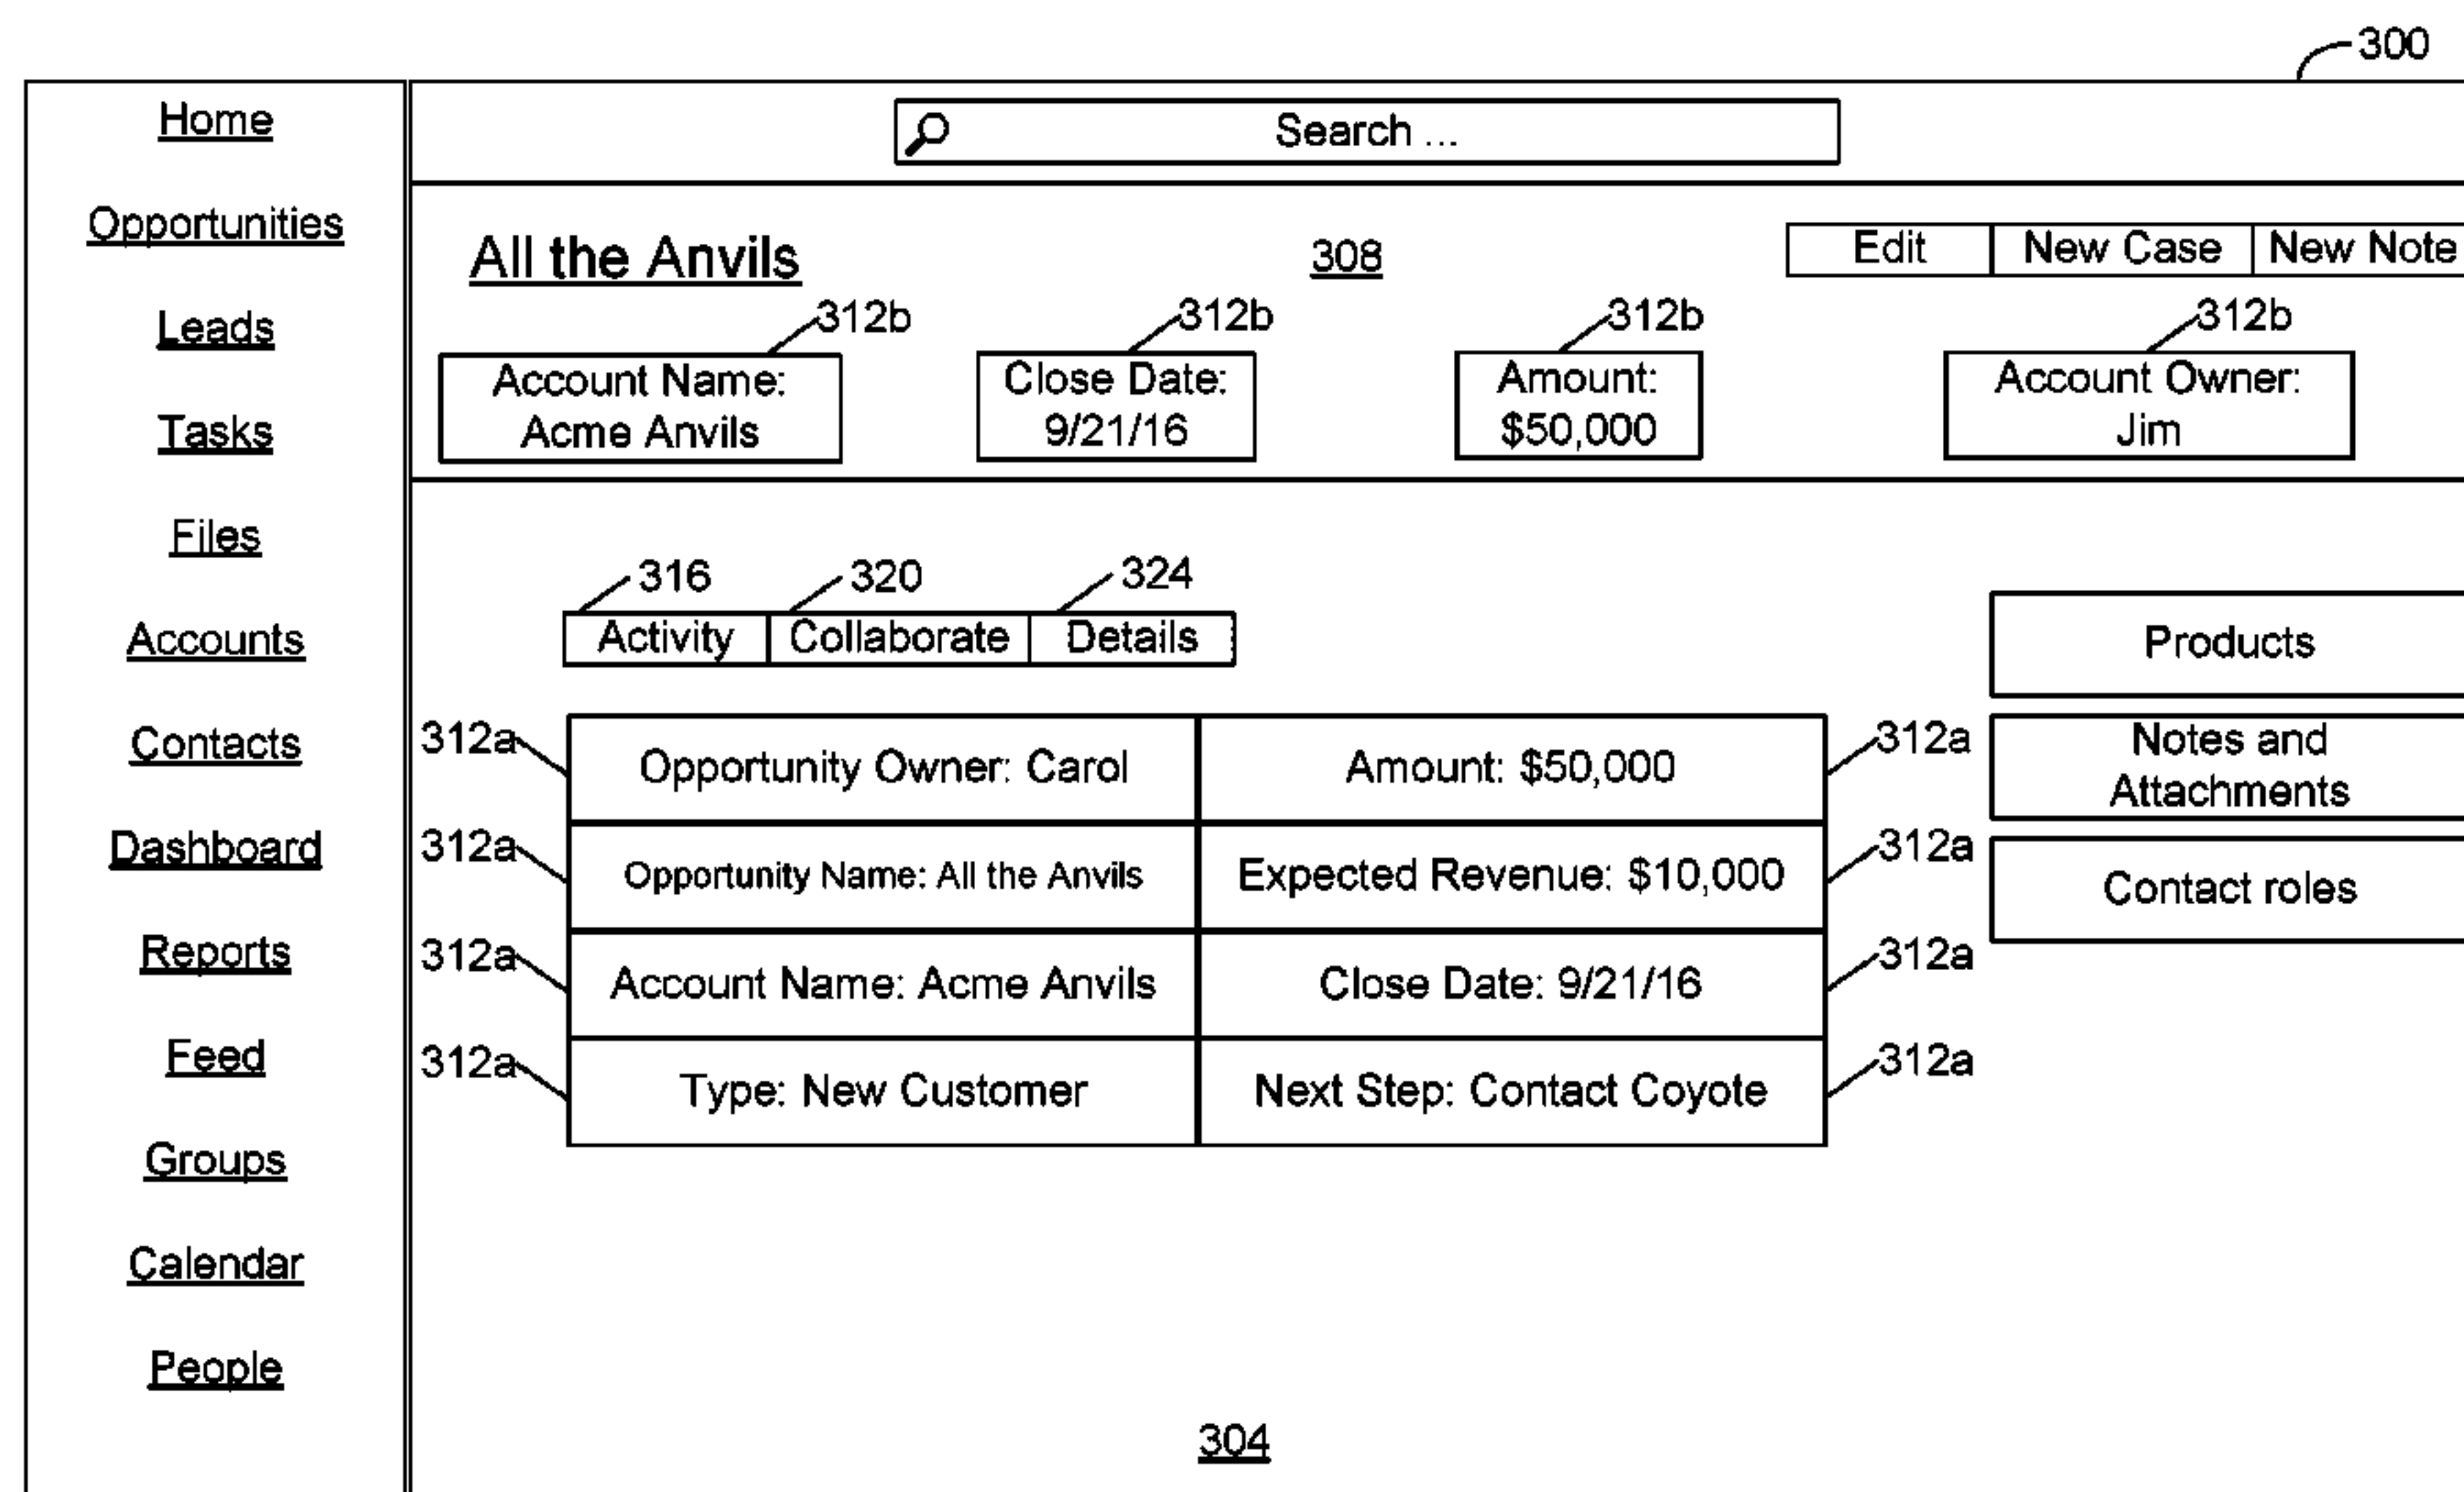 300
Home
Search ...
Opportunities
All the Anvils
308
Edit
New Case
New Note
Leads
312b
312b
312b
312b
Account Name:
Acme Anvils
Close Date:
9/21/16
Amount:
$50,000
Account Owner:
Jim
Tasks
Files
316
320
324
Accounts
Activity
Collaborate
Details
Products
Contacts
312a
Opportunity Owner: Carol
Amount: $50,000
312a
Notes and
Attachments
Dashboard
312a
Opportunity Name: All the Anvils
Expected Revenue: $10,000
312a
Contact roles
Reports
312a
Account Name: Acme Anvils
Close Date: 9/21/16
312a
Feed
312a
Type: New Customer
Next Step: Contact Coyote
312a
Groups
Calendar
People
304